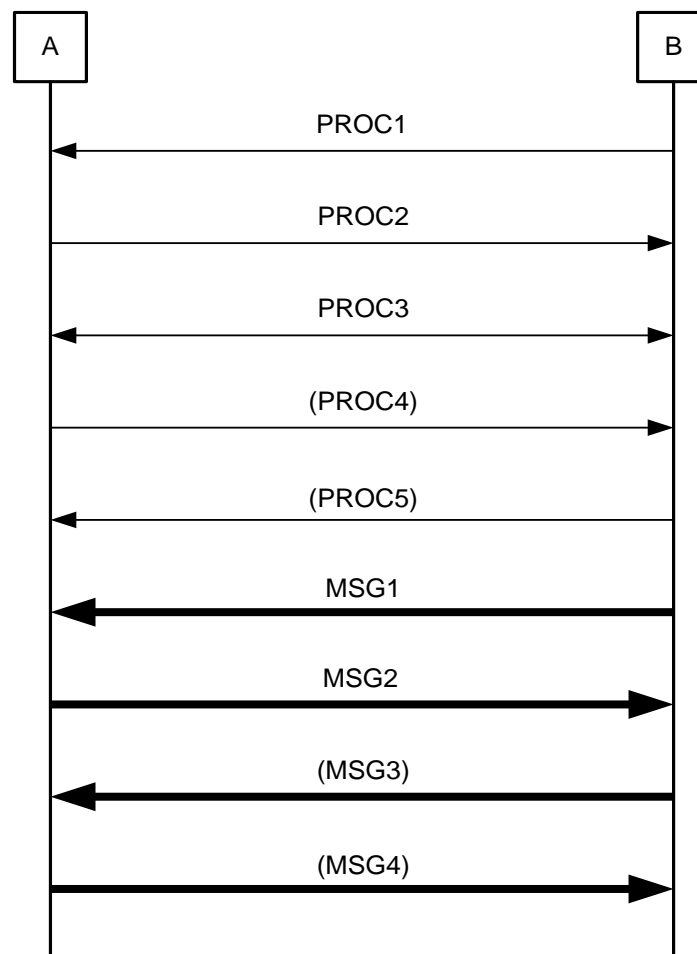 A
B
PROC1
PROC2
PROC3
(PROC4)
(PROC5)
MSG1
MSG2
(MSG3)
(MSG4)